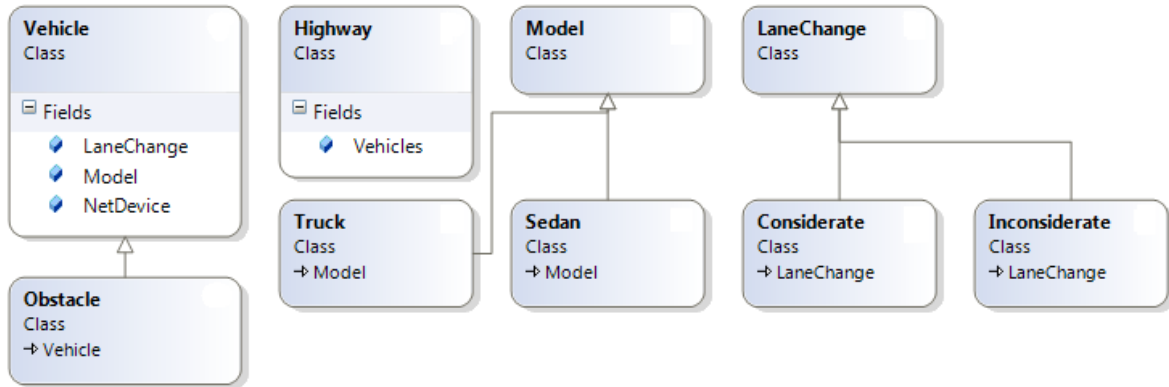 Vehicle
Class
Fields
LaneChange
Model
NetDevice
Highway
Class
Fields
Vehicles
Model
Class
LaneChange
Class
Truck
Class
Model
Sedan
Class
Model
Considerate
Class
LaneChange
Inconsiderate
Class
LaneChange
Obstacle
Class
Vehicle